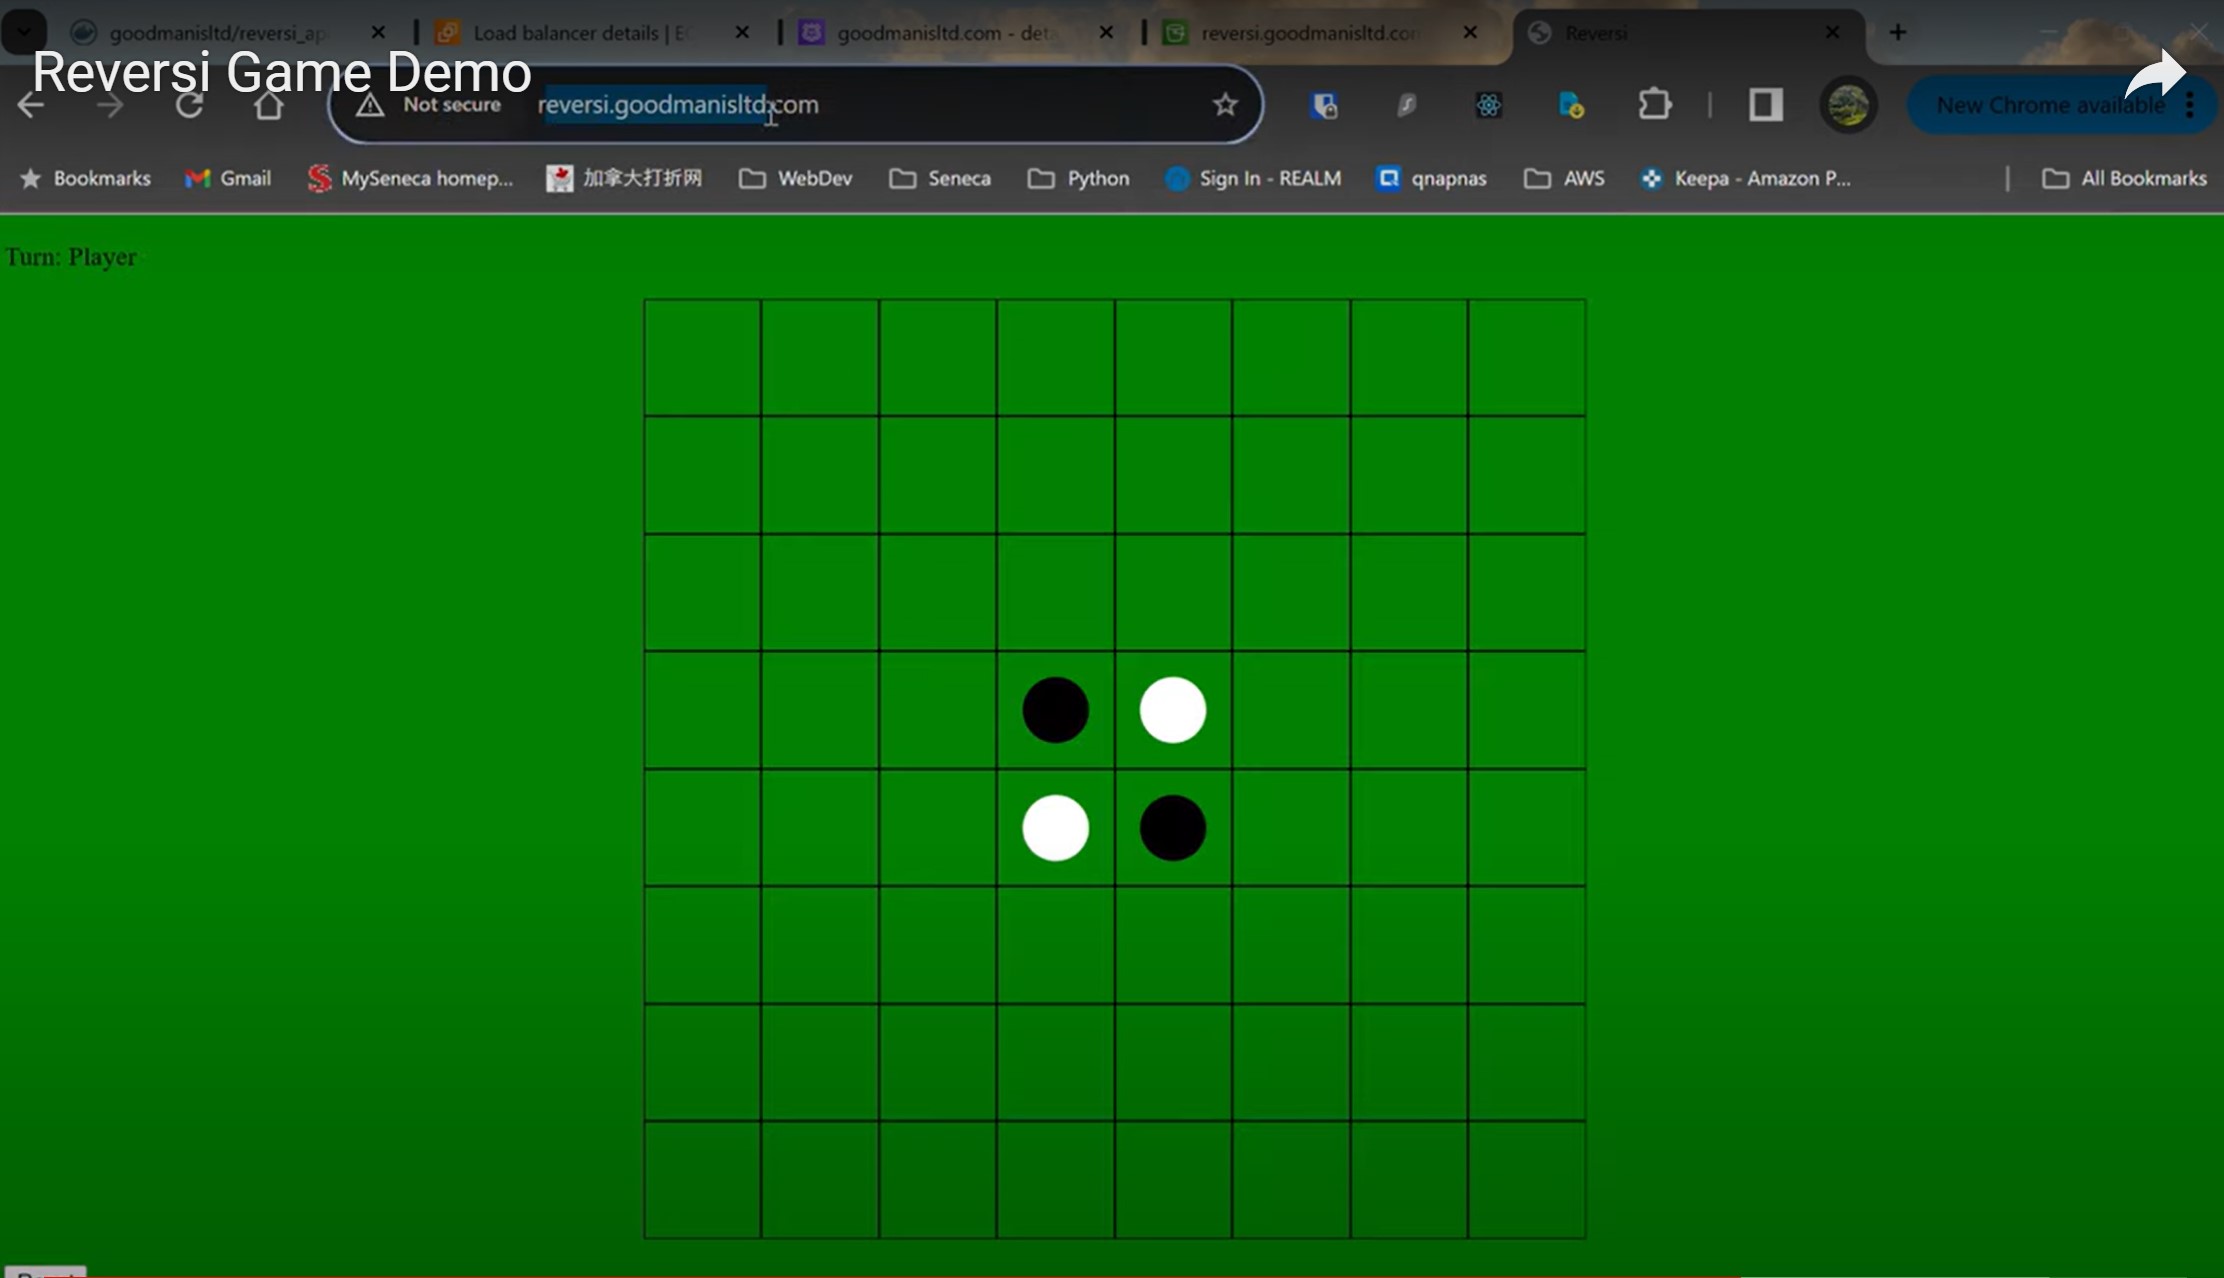 goodmanisltd/reversi_ap
Load balancer details | E
goodmanisltd.com - deta
reversi.goodmanisltd.con
Reversi
Reversi Game Demo
Not secure
reversi.goodmanisltd.com
New Chrome available
Bookmarks
Gmail
MySeneca homep...
加拿大打折网
WebDev
Seneca
Python
Sign In - REALM
qnapnas
AWS
Keepa - Amazon P...
All Bookmarks
Turn: Player